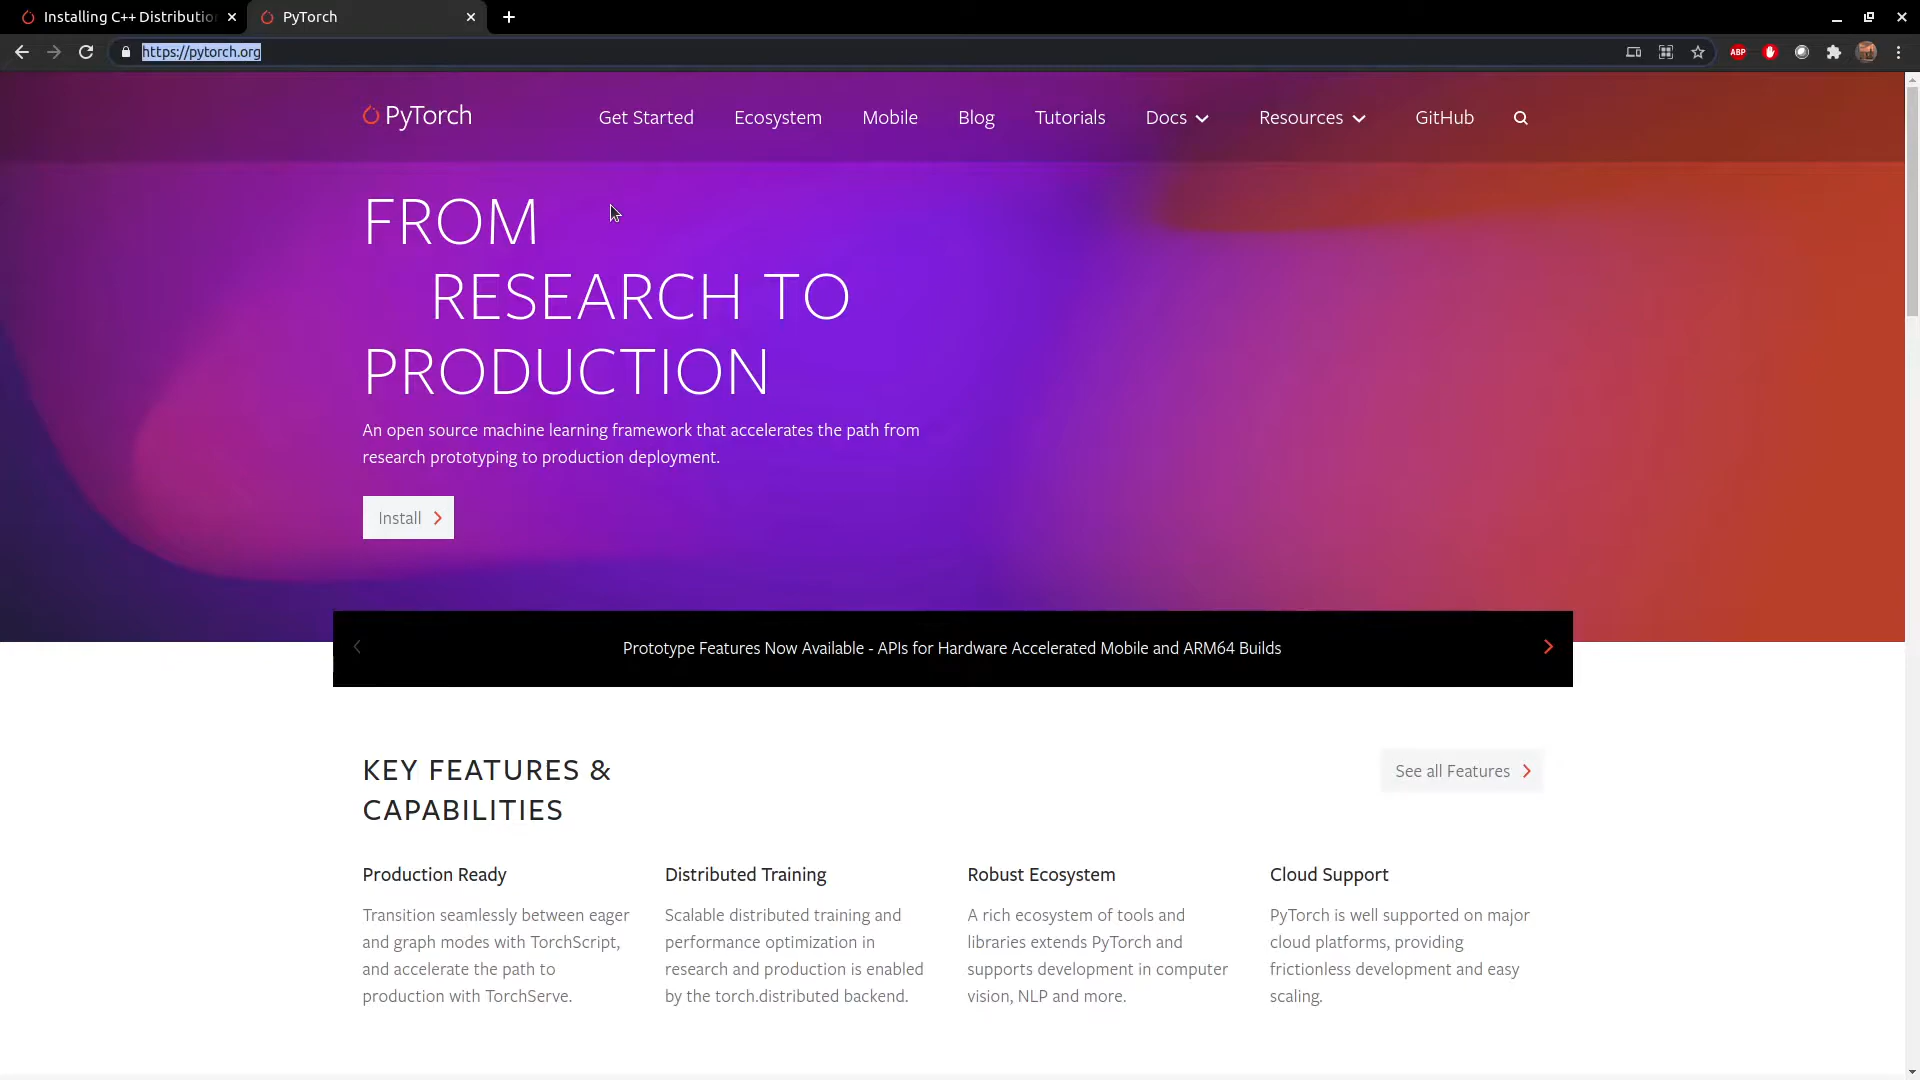 Installing C++ Distributio
PyTorch
https://pytorch.org
ABP
PyTorch
Get Started
Ecosystem
Mobile
Blog
Tutorials
Docs
Resources
GitHub
FROM
RESEARCH TO
PRODUCTION
An open source machine learning framework that accelerates the path from
research prototyping to production deployment.
Install
Prototype Features Now Available - APIs for Hardware Accelerated Mobile and ARM64 Builds
KEY FEATURES &
CAPABILITIES
See all Features
Production Ready
Transition seamlessly between eager
and graph modes with TorchScript,
and accelerate the path to
production with TorchServe.
Distributed Training
Scalable distributed training and
performance optimization in
research and production is enabled
by the torch.distributed backend.
Robust Ecosystem
A rich ecosystem of tools and
libraries extends PyTorch and
supports development in computer
vision, NLP and more.
Cloud Support
PyTorch is well supported on major
cloud platforms, providing
frictionless development and easy
scaling.